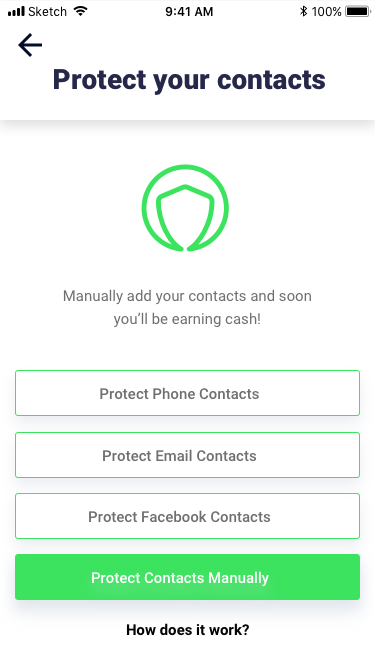 Sketch 9:41 AM 100%
Protect your contacts
Manually add your contacts and soon
you'll be earning cash!
Protect Phone Contacts
Protect Email Contacts
Protect Facebook Contacts
Protect Contacts Manually
How does it work?